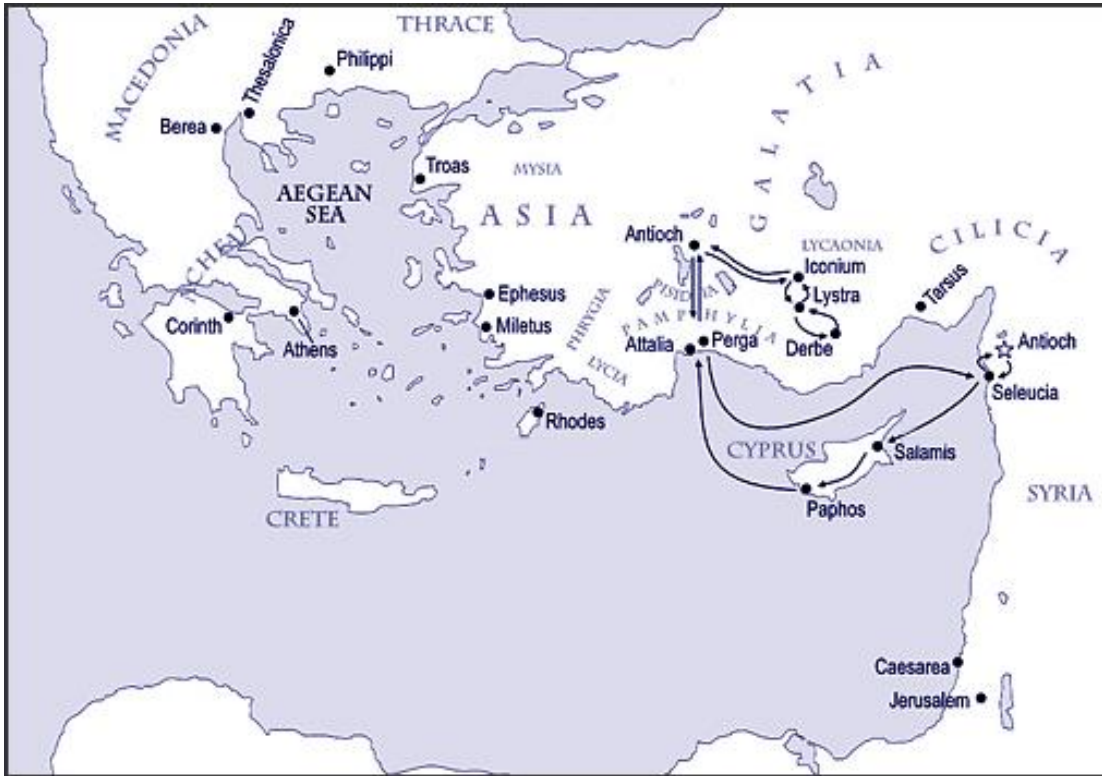 THRACE
MACEDONIA
Thesalonica
Philippi
Berea
GALATIA
Troas
MYSIA
AEGEAN
SEA
ASIA
Antioch
LYCAONIA
CILICIA
Iconium
Tarsus
Lystra
PISIDIA
Ephesus
PHRYGIA
PAMPHYLIA
Miletus
Corinth
Athens
Attalia
Perga
Derbe
Antioch
LYCIA
Seleucia
Rhodes
CYPRUS
Salamis
Paphos
SYRIA
CRETE
Caesarea
Jerusalem